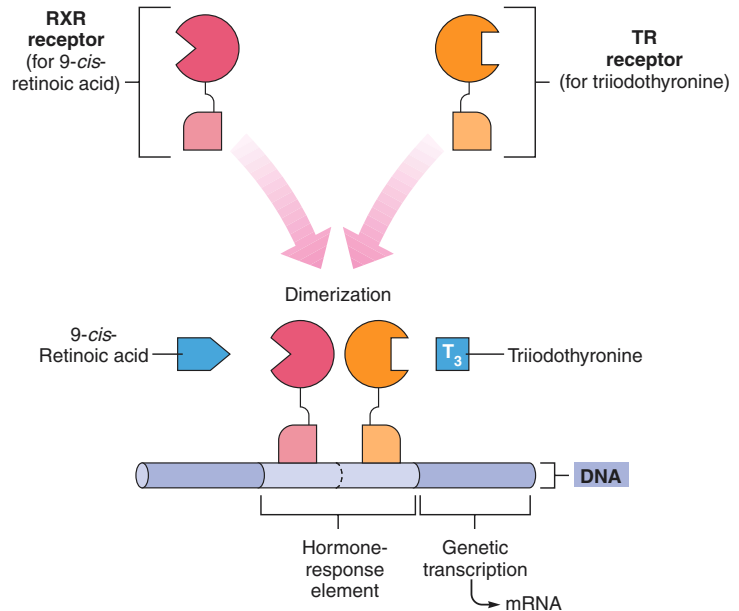 RXR
receptor
(for 9-cis-
retinoic acid)
TR
receptor
(for triiodothyronine)
Dimerization
9-cis-
Retinoic acid
T3
Triiodothyronine
DNA
Hormone-
response
element
Genetic
transcription
mRNA